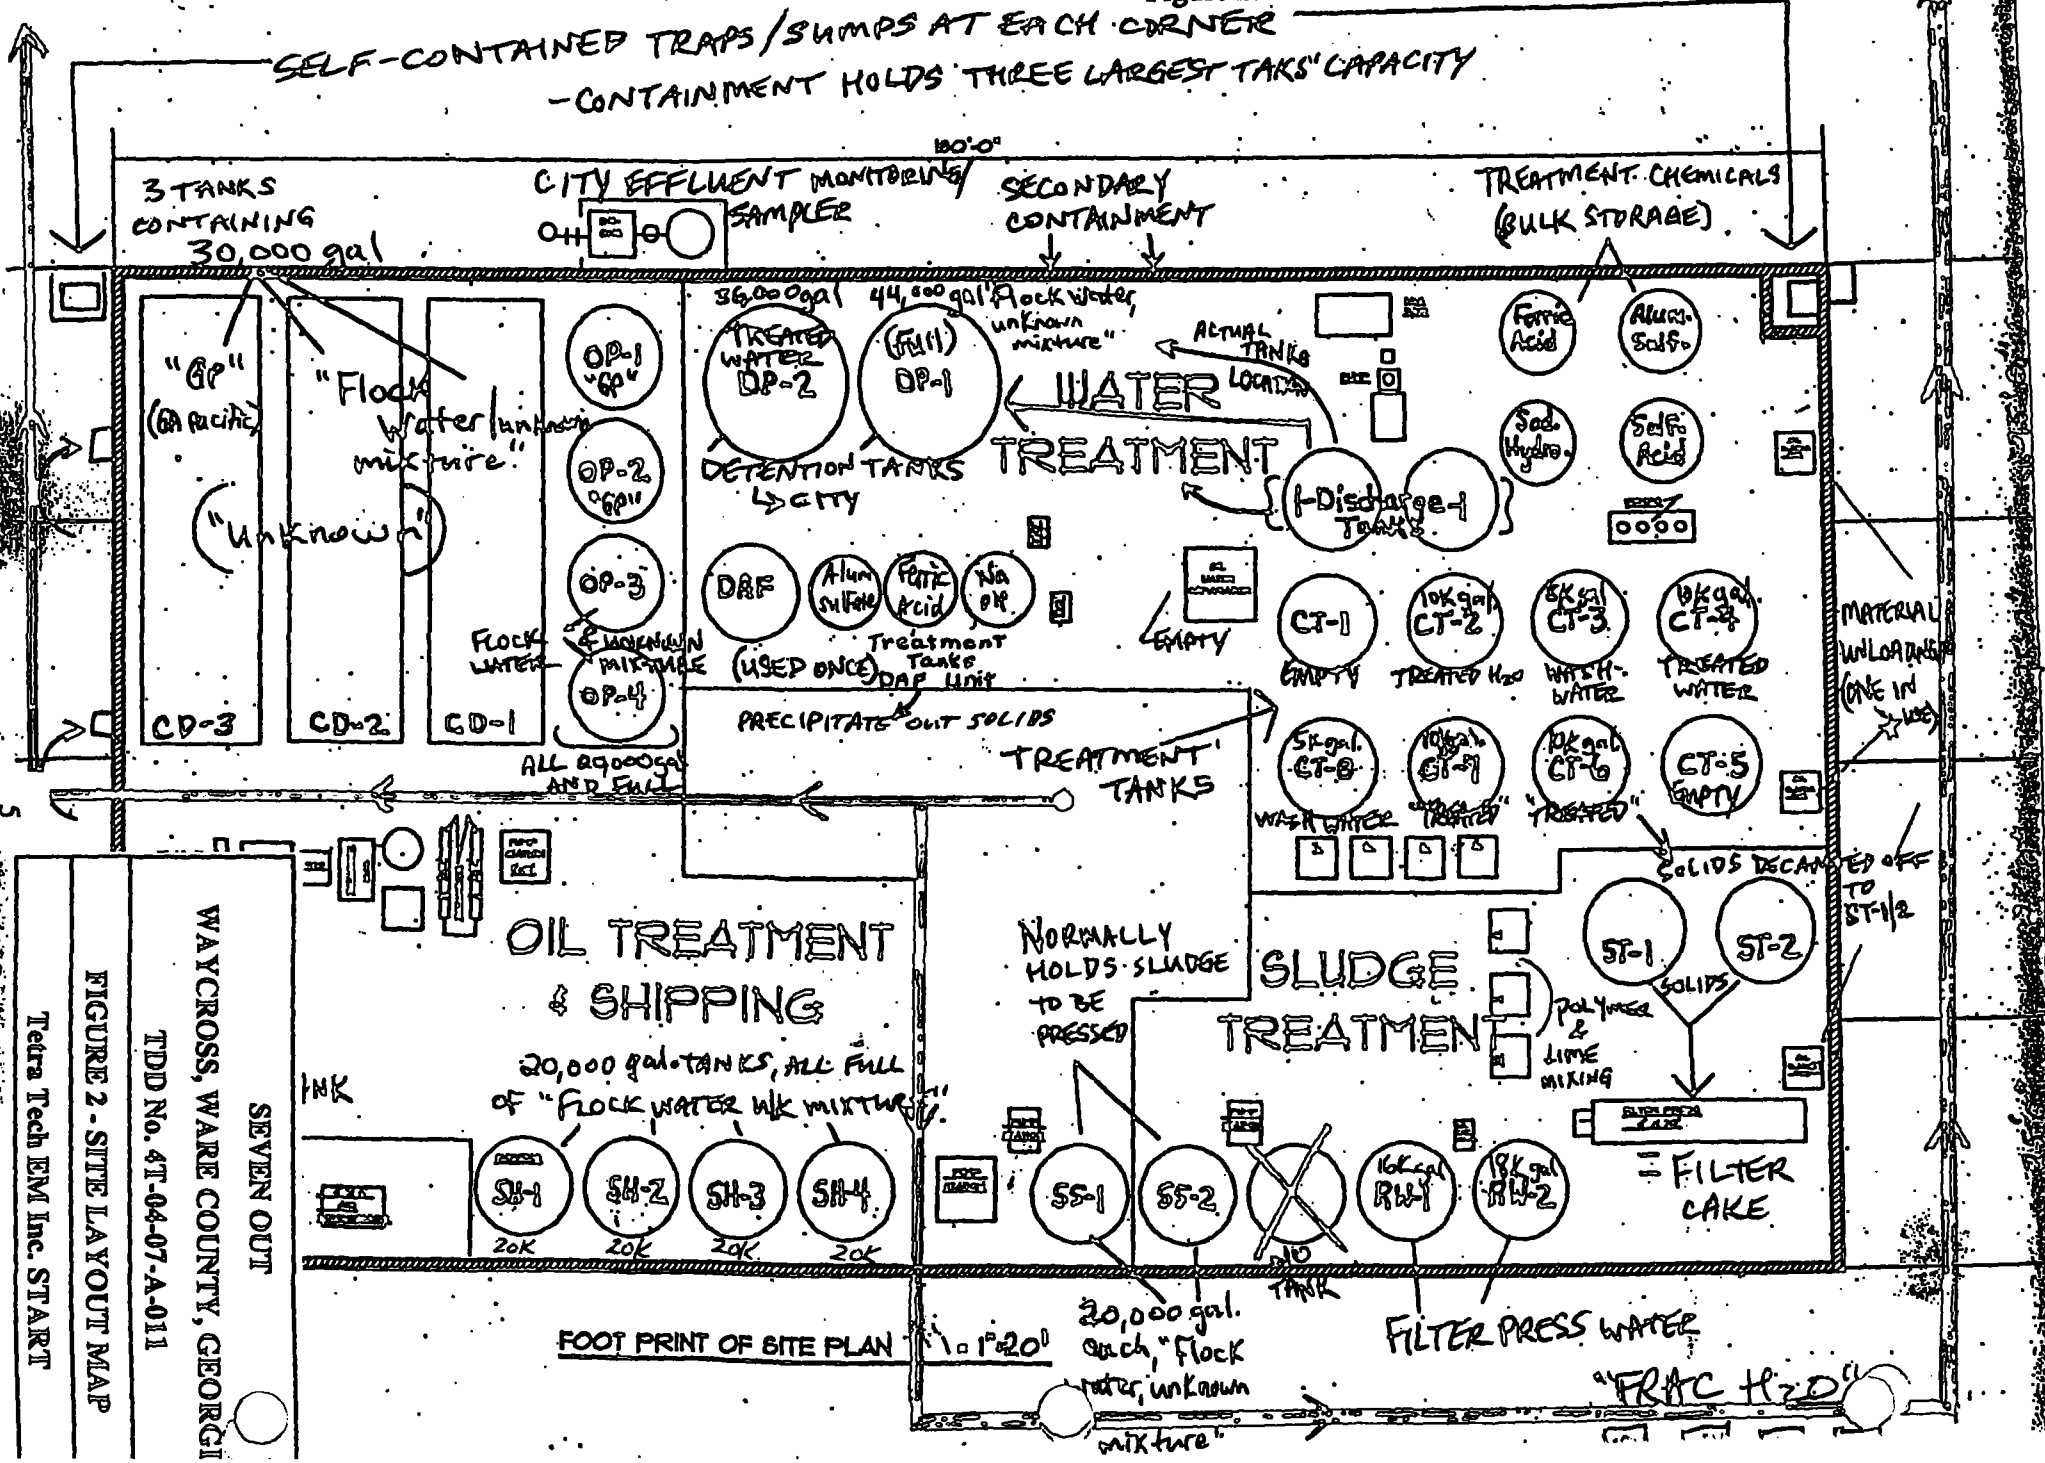 SELF-CONTAINED TRAPS/SUMPS AT EACH CORNER
-CONTAINMENT HOLDS THREE LARGEST TAKS' CAPACITY
180'-0"
3 TANKS
CONTAINING
30,000 gal
CITY EFFLUENT MONITORING/
SAMPLER
SECONDARY
CONTAINMENT
TREATMENT CHEMICALS
(BULK STORAGE)
"GP"
(GA Pacific)
"Flock
Water/unknown
mixture"
("Unknown")
CD-3
CD-2
CD-1
OP-1
"GP"
OP-2
"GP"
OP-3
FLOCK & UNKNOWN
WATER MIXTURE
OP-4
ALL 20,000 gal
AND FULL
36,000 gal
TREATED
WATER
DP-2
44,000 gal "Flock Water,
unknown
mixture"
(Full)
DP-1
DETENTION TANKS
↳ CITY
ACTUAL
TANKS
LOCATION
WATER
TREATMENT
(1-Discharge-1)
Tanks
Ferric
Acid
Alum.
Sulf.
Sod.
Hydro.
Sulf.
Acid
DAF
(USED ONCE)
Alum
sulfate
Ferric
Acid
Na
OH
Treatment
Tanks
DAF Unit
PRECIPITATE OUT SOLIDS
EMPTY
CT-1
EMPTY
10K gal
CT-2
TREATED H2O
5K gal
CT-3
WASH-
WATER
10K gal.
CT-4
TREATED
WATER
TREATMENT
TANKS
5K gal.
CT-8
WASH WATER
10K gal.
CT-7
"TREATED"
10K gal
CT-6
"TREATED"
CT-5
EMPTY
MATERIAL
UNLOADING
(ONE IN
USE)
SOLIDS DECANTED OFF
TO
ST-1/2
ST-1
ST-2
SOLIDS
OIL TREATMENT
& SHIPPING
20,000 gal. TANKS, ALL FULL
OF "FLOCK WATER U/K MIXTURE"
SH-1
SH-2
SH-3
SH-4
20K
20K
20K
20K
NORMALLY
HOLDS SLUDGE
TO BE
PRESSED
SLUDGE
TREATMENT
POLYMER
&
LIME
MIXING
SS-1
SS-2
NO
TANK
16K gal
RW-1
18K gal
RW-2
FILTER PRESS
= FILTER
CAKE
20,000 gal.
each, "Flock
water, unknown
mixture"
FILTER PRESS WATER
"FRAC H2O"
FOOT PRINT OF SITE PLAN
1"=20'
SEVEN OUT
WAYCROSS, WARE COUNTY, GEORGI
TDD No. 4T-04-07-A-011
FIGURE 2 - SITE LAYOUT MAP
Tetra Tech EM Inc. START